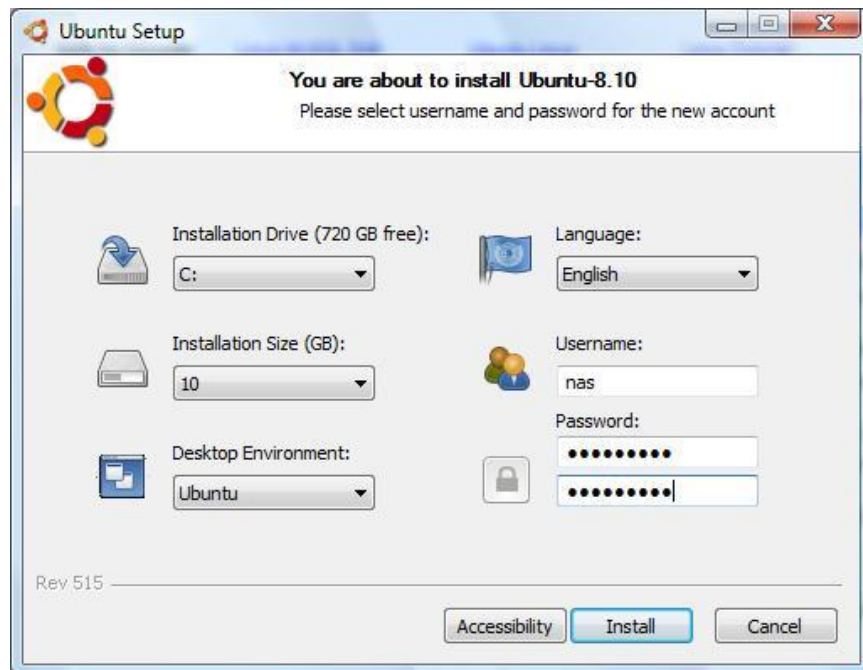 Ubuntu Setup
You are about to install Ubuntu-8.10
Please select username and password for the new account
Installation Drive (720 GB free):
C:
Installation Size (GB):
10
Desktop Environment:
Ubuntu
Language:
English
Username:
nas
Password:
●●●●●●●●●
●●●●●●●●●
Rev 515
Accessibility
Install
Cancel